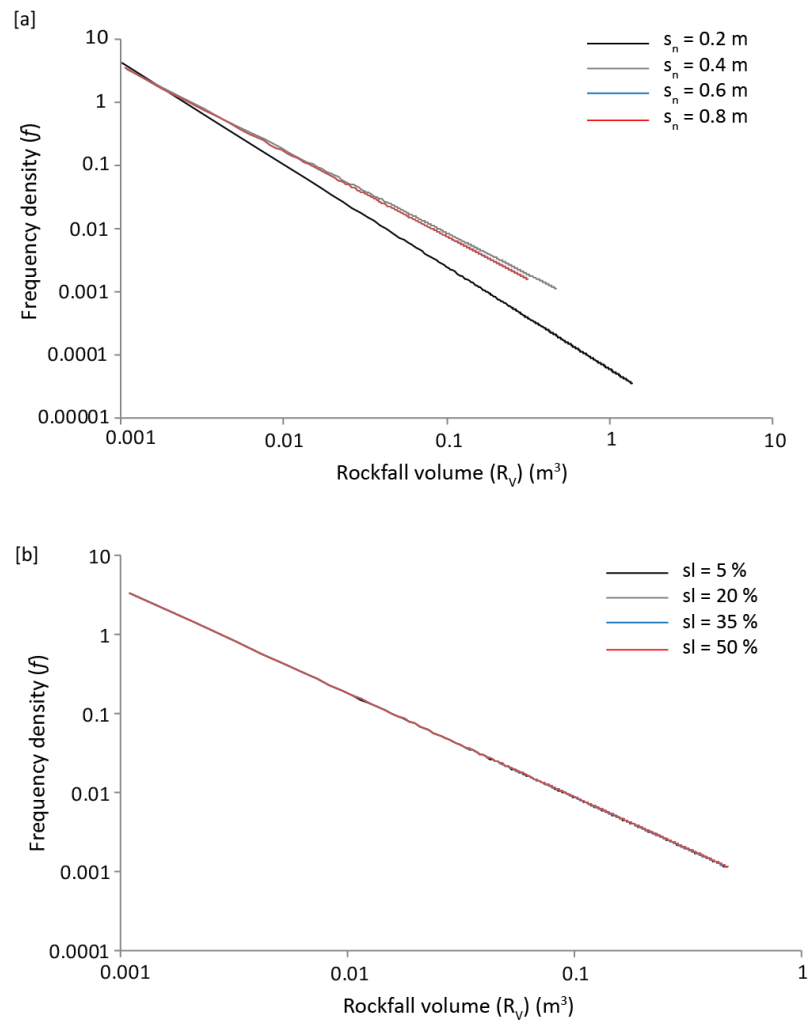 [a]
10
1
0.1
0.01
0.001
0.0001
0.00001
Frequency density (f)
0.001
0.01
0.1
1
10
Rockfall volume (R_V) (m³)
s_n = 0.2 m
s_n = 0.4 m
s_n = 0.6 m
s_n = 0.8 m
[b]
10
1
0.1
0.01
0.001
0.0001
Frequency density (f)
0.001
0.01
0.1
1
Rockfall volume (R_V) (m³)
sl = 5 %
sl = 20 %
sl = 35 %
sl = 50 %